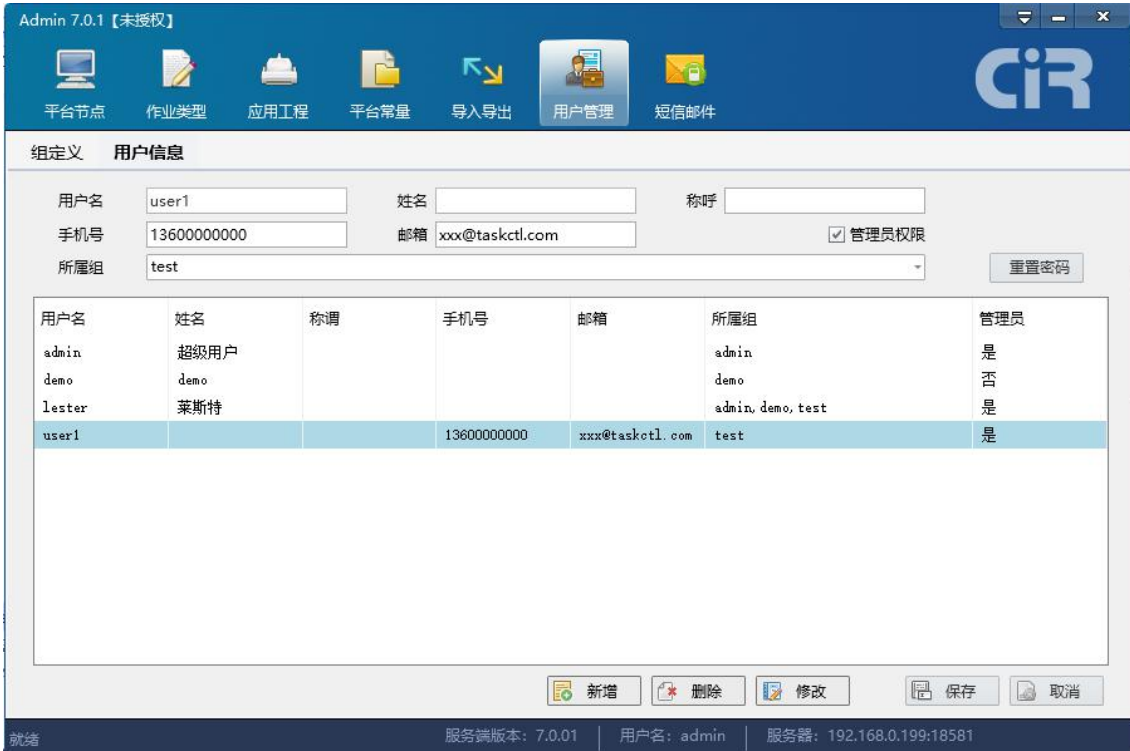 Admin 7.0.1【未授权】
平台节点 作业类型 应用工程 平台常量 导入导出 用户管理 短信邮件 CiR
组定义 用户信息
用户名 user1 姓名 称呼
手机号 13600000000 邮箱 xxx@taskctl.com 管理员权限
所属组 test 重置密码
用户名 姓名 称谓 手机号 邮箱 所属组 管理员
admin 超级用户 admin 是
demo demo demo 否
lester 莱斯特 admin,demo,test 是
user1 13600000000 xxx@taskctl.com test 是
新增 删除 修改 保存 取消
就绪 服务端版本: 7.0.01 用户名: admin 服务器: 192.168.0.199:18581